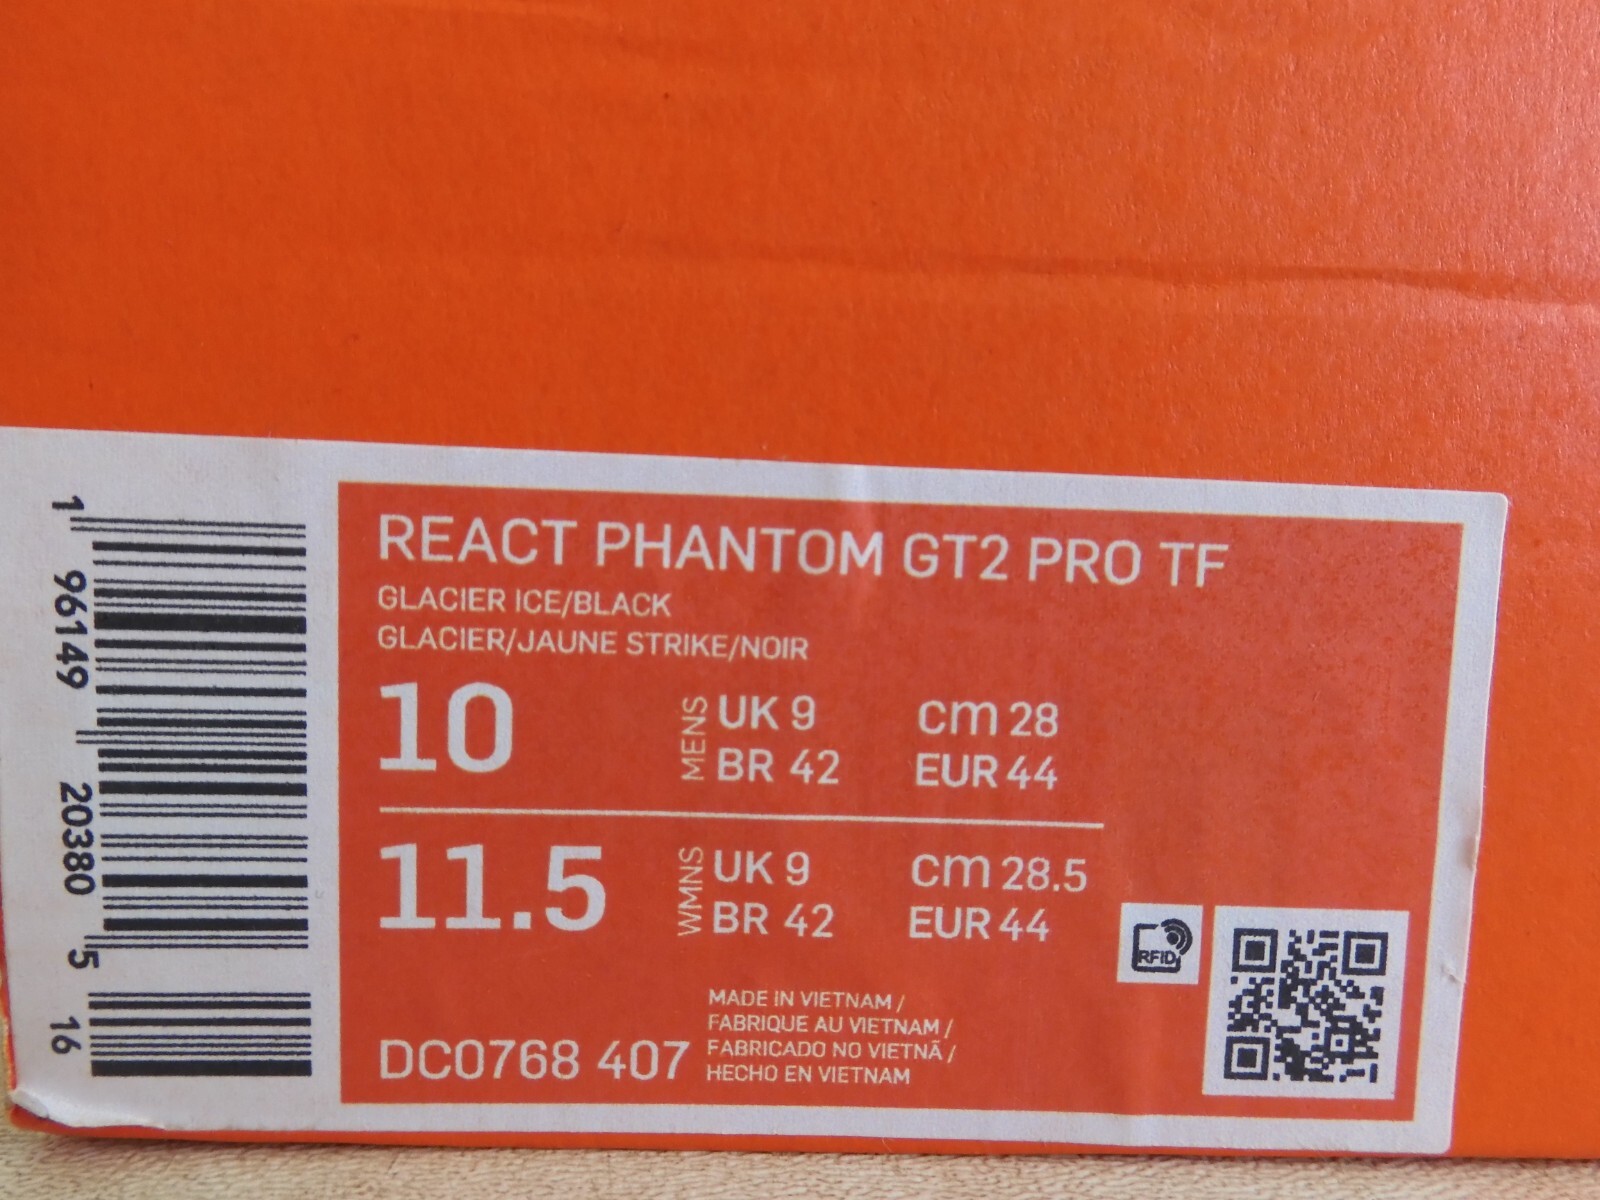 REACT PHANTOM GT2 PRO TF
GLACIER ICE/BLACK
GLACIER/JAUNE STRIKE/NOIR
10 MENS UK 9 cm 28
BR 42 EUR 44
11.5 WMNS UK 9 cm 28.5
BR 42 EUR 44
RFID
MADE IN VIETNAM /
FABRIQUE AU VIETNAM /
FABRICADO NO VIETNÃ /
HECHO EN VIETNAM
DC0768 407
1 96149 20380 5 16